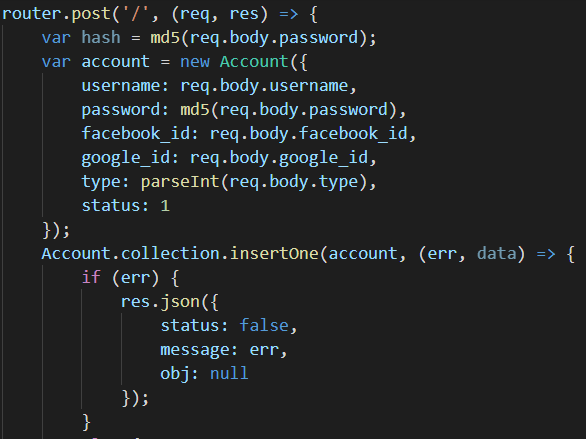 router.post('/', (req, res) => {
    var hash = md5(req.body.password);
    var account = new Account({
        username: req.body.username,
        password: md5(req.body.password),
        facebook_id: req.body.facebook_id,
        google_id: req.body.google_id,
        type: parseInt(req.body.type),
        status: 1
    });
    Account.collection.insertOne(account, (err, data) => {
        if (err) {
            res.json({
                status: false,
                message: err,
                obj: null
            });
        }